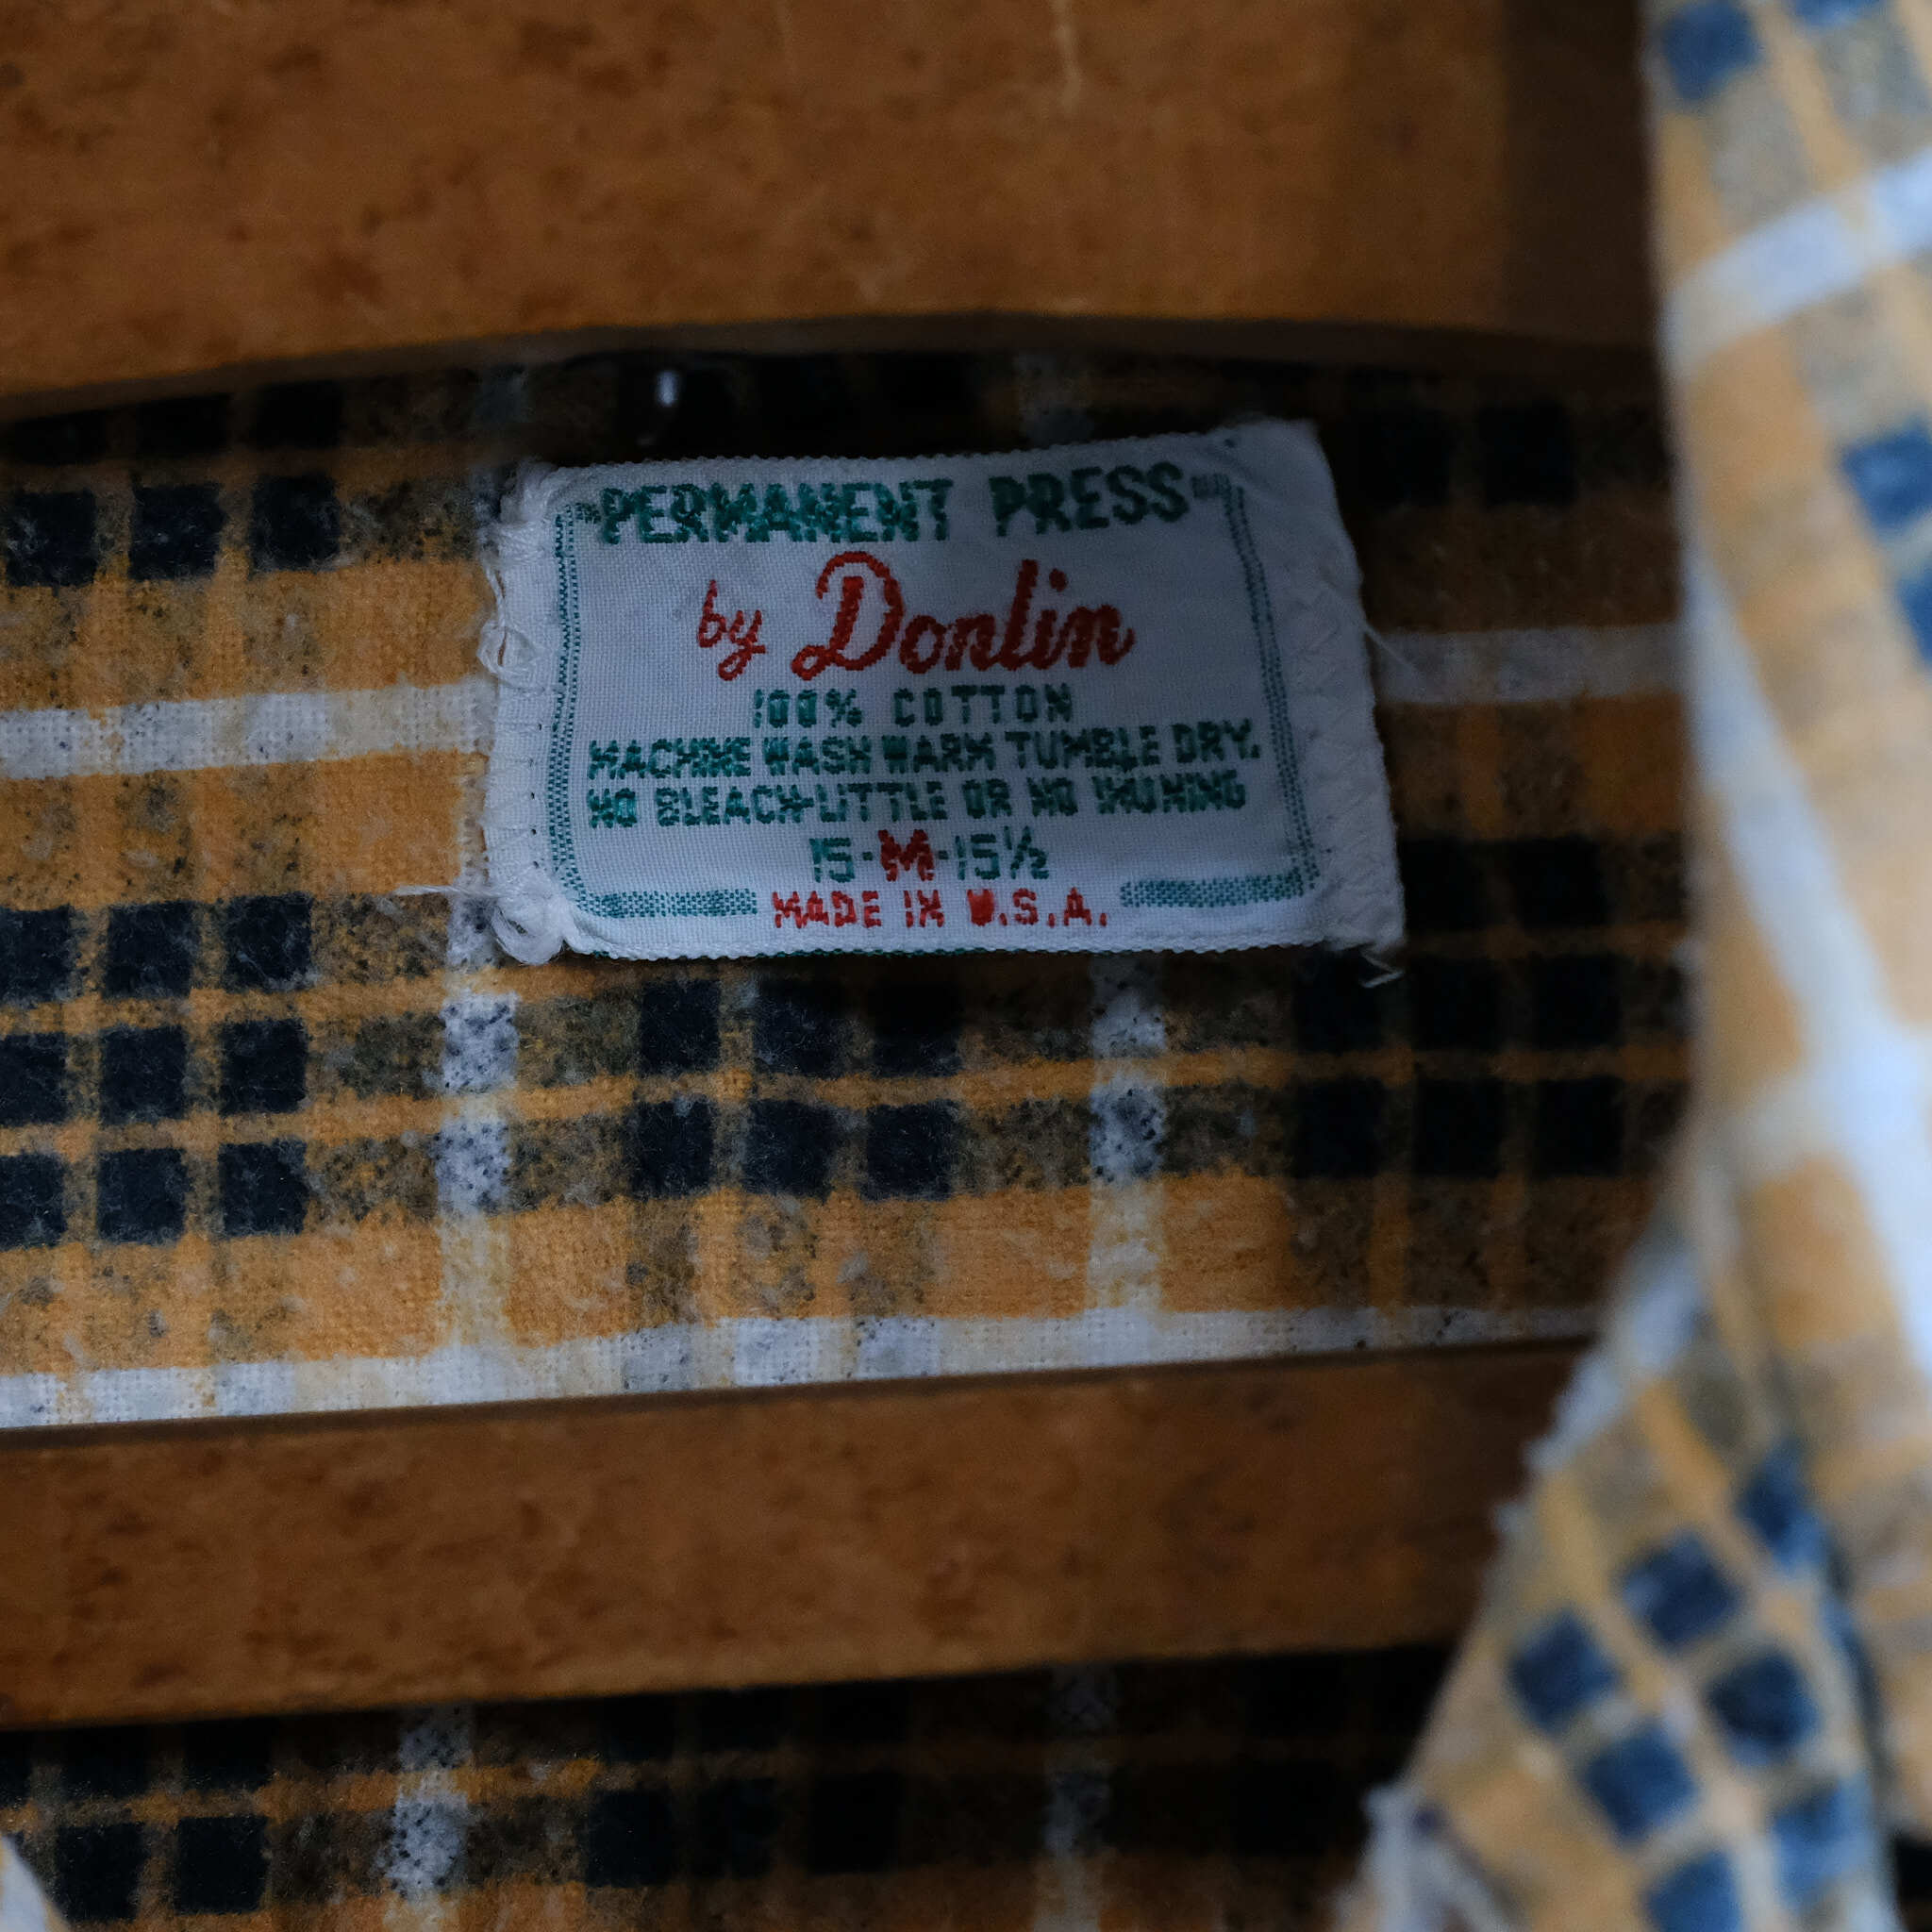 "PERMANENT PRESS"
by Donlin
100% COTTON
MACHINE WASH WARM TUMBLE DRY.
NO BLEACH-LITTLE OR NO IRONING
15-M-15½
MADE IN U.S.A.